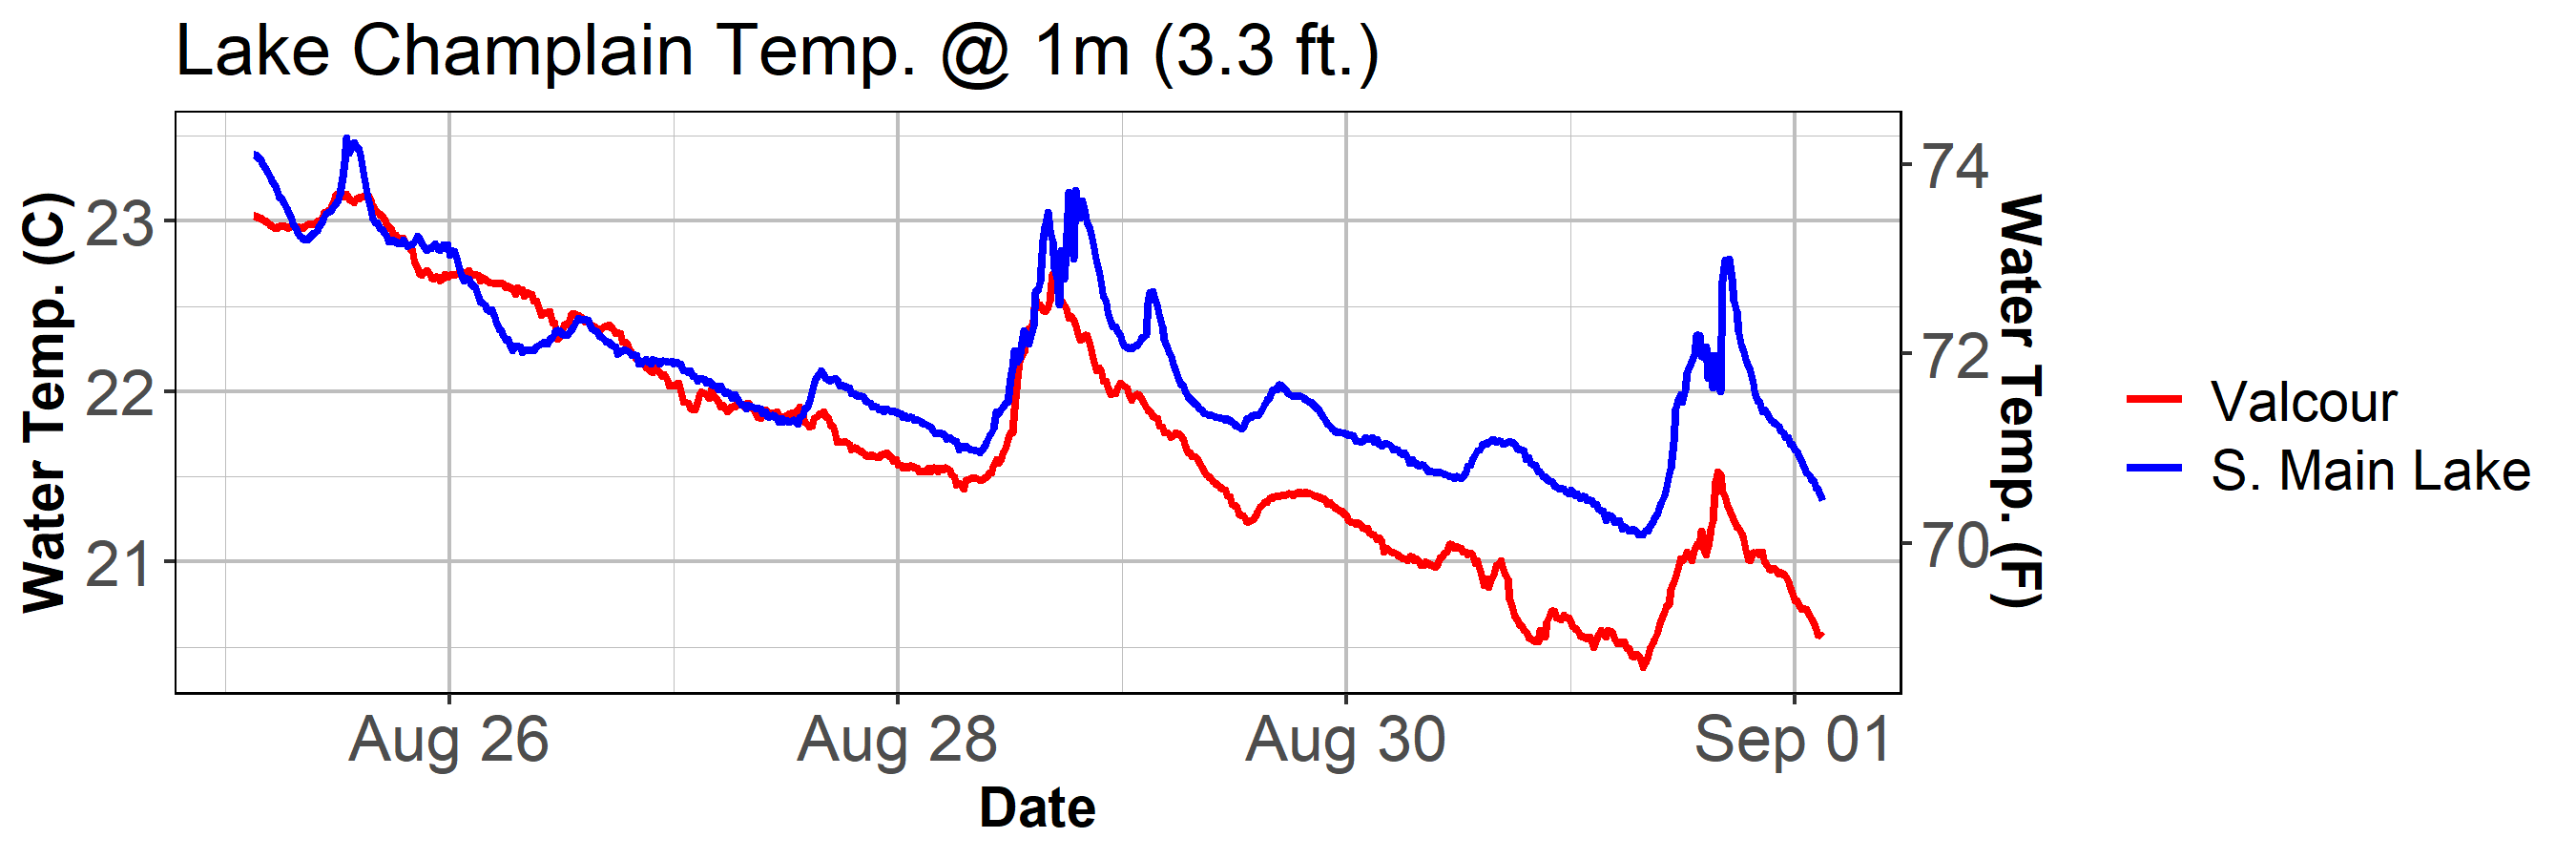 Lake Champlain Temp. @ 1m (3.3 ft.)
Water Temp. (C)
23
22
21
74
72
70
Water Temp. (F)
Aug 26
Aug 28
Aug 30
Sep 01
Date
Valcour
S. Main Lake